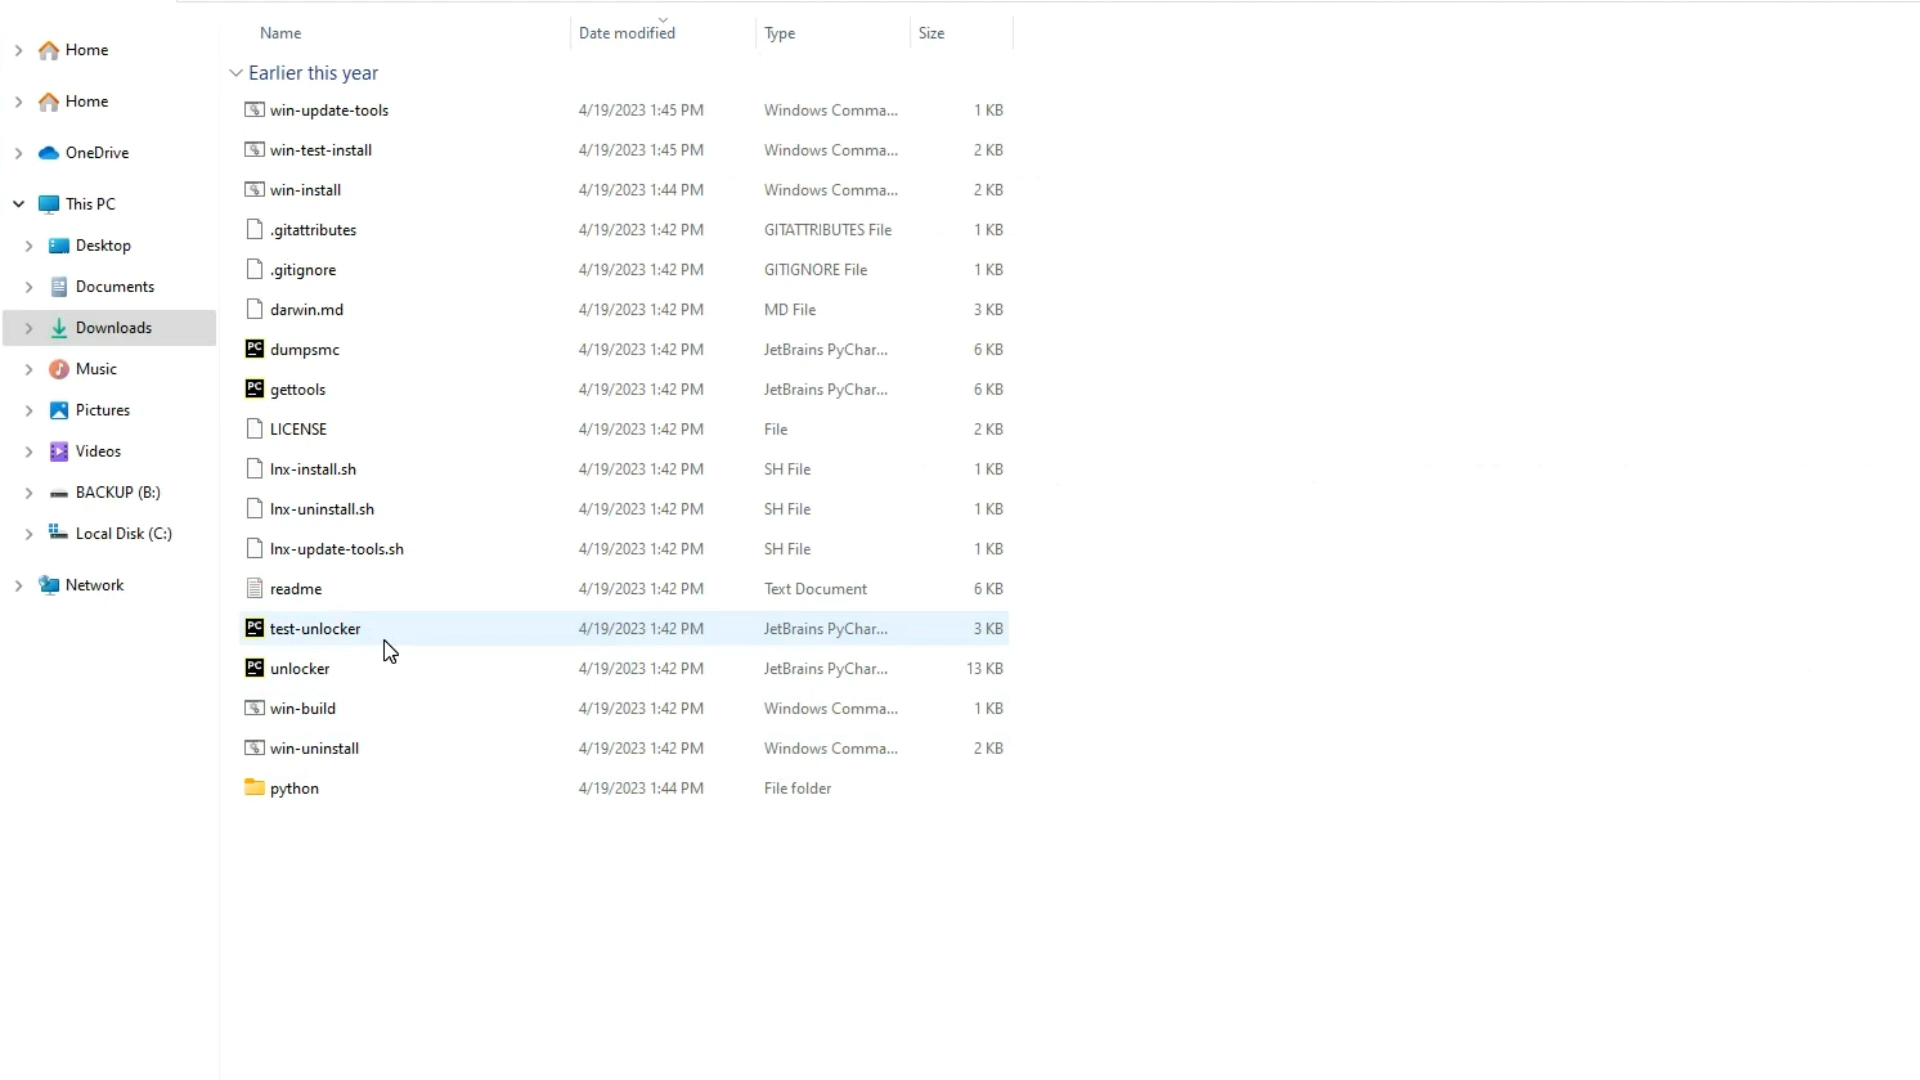 Name Date modified Type Size
Home
Home
OneDrive
This PC
Desktop
Documents
Downloads
Music
Pictures
Videos
BACKUP (B:)
Local Disk (C:)
Network
Earlier this year
win-update-tools 4/19/2023 1:45 PM Windows Comma... 1 KB
win-test-install 4/19/2023 1:45 PM Windows Comma... 2 KB
win-install 4/19/2023 1:44 PM Windows Comma... 2 KB
.gitattributes 4/19/2023 1:42 PM GITATTRIBUTES File 1 KB
.gitignore 4/19/2023 1:42 PM GITIGNORE File 1 KB
darwin.md 4/19/2023 1:42 PM MD File 3 KB
PC dumpsmc 4/19/2023 1:42 PM JetBrains PyChar... 6 KB
PC gettools 4/19/2023 1:42 PM JetBrains PyChar... 6 KB
LICENSE 4/19/2023 1:42 PM File 2 KB
lnx-install.sh 4/19/2023 1:42 PM SH File 1 KB
lnx-uninstall.sh 4/19/2023 1:42 PM SH File 1 KB
lnx-update-tools.sh 4/19/2023 1:42 PM SH File 1 KB
readme 4/19/2023 1:42 PM Text Document 6 KB
PC test-unlocker 4/19/2023 1:42 PM JetBrains PyChar... 3 KB
PC unlocker 4/19/2023 1:42 PM JetBrains PyChar... 13 KB
win-build 4/19/2023 1:42 PM Windows Comma... 1 KB
win-uninstall 4/19/2023 1:42 PM Windows Comma... 2 KB
python 4/19/2023 1:44 PM File folder